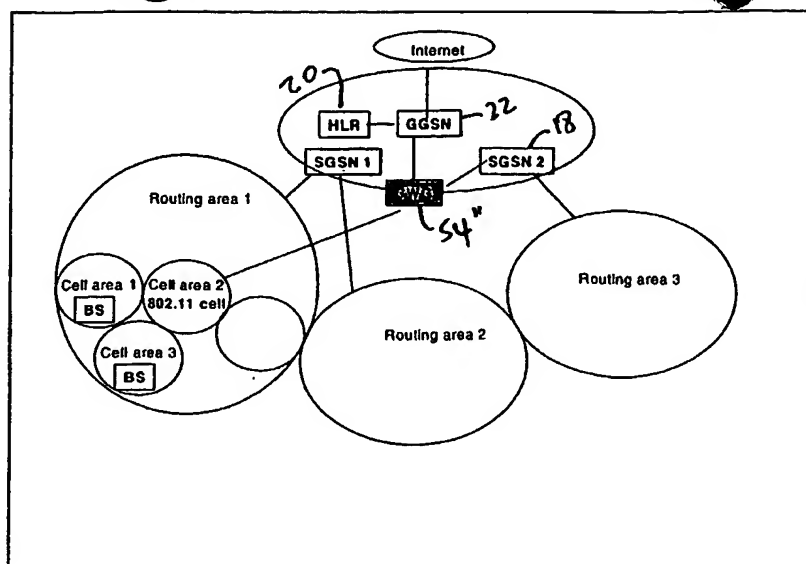 Internet
20
HLR
GGSN
22
18
SGSN 1
SGSN 2
54"
Routing area 1
Cell area 1
BS
Cell area 2
802.11 cell
Cell area 3
BS
Routing area 2
Routing area 3